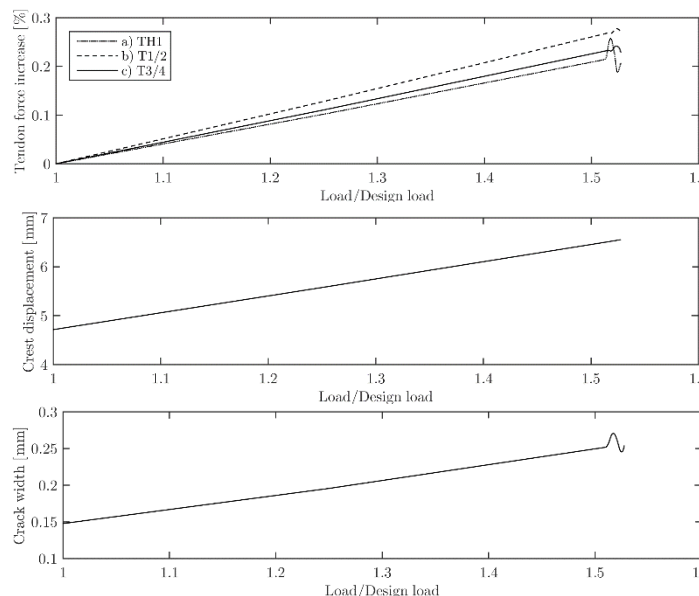 Tendon force increase [%]
0.3
0.2
0.1
0
a) TH1
b) T1/2
c) T3/4
1 1.1 1.2 1.3 1.4 1.5
Load/Design load
Crest displacement [mm]
7
6
5
4
1 1.1 1.2 1.3 1.4 1.5
Load/Design load
Crack width [mm]
0.3
0.25
0.2
0.15
0.1
1 1.1 1.2 1.3 1.4 1.5
Load/Design load